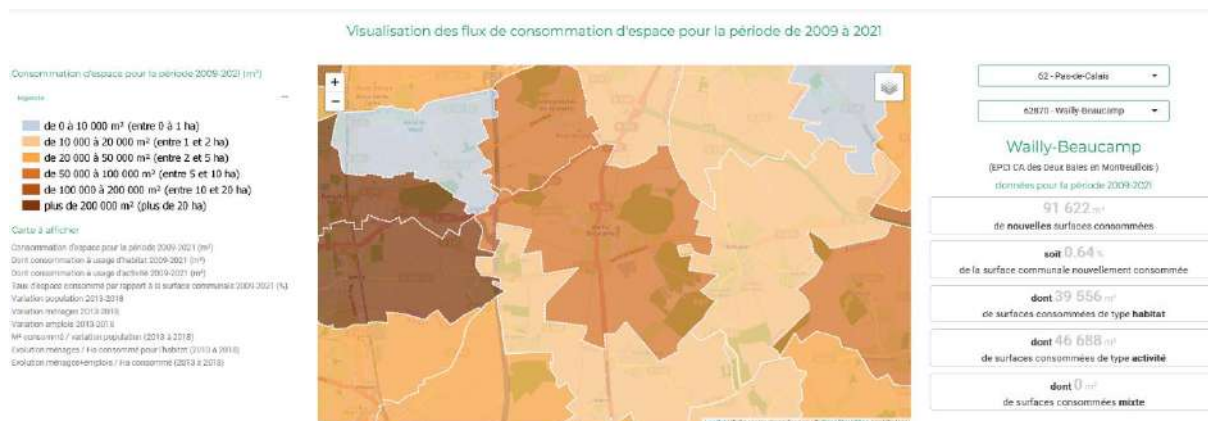 Visualisation des flux de consommation d'espace pour la période de 2009 à 2021
Consommation d'espace pour la période 2009-2021 (m²)
légende
de 0 à 10 000 m² (entre 0 à 1 ha)
de 10 000 à 20 000 m² (entre 1 et 2 ha)
de 20 000 à 50 000 m² (entre 2 et 5 ha)
de 50 000 à 100 000 m² (entre 5 et 10 ha)
de 100 000 à 200 000 m² (entre 10 et 20 ha)
plus de 200 000 m² (plus de 20 ha)
Carte à afficher
Consommation d'espace pour la période 2009-2021 (m²)
Dont consommation à usage d'habitat 2009-2021 (m²)
Dont consommation à usage d'activité 2009-2021 (m²)
Taux d'espace consommé par rapport à la surface communale 2009-2021 (%)
Variation population 2013-2018
Variation ménages 2013-2018
Variation emplois 2013-2018
M² consommé / variation population (2013 à 2018)
Evolution ménages / Ha consommé pour l'habitat (2013 à 2018)
Evolution ménages+emplois / Ha consommé (2013 à 2018)
+
−
62 - Pas-de-Calais
62870 - Wailly-Beaucamp
Wailly-Beaucamp
(EPCI CA des Deux Baies en Montreuillois )
données pour la période 2009-2021
91 622 m²
de nouvelles surfaces consommées
soit 0.64 %
de la surface communale nouvellement consommée
dont 39 556 m²
de surfaces consommées de type habitat
dont 46 688 m²
de surfaces consommées de type activité
dont 0 m²
de surfaces consommées mixte